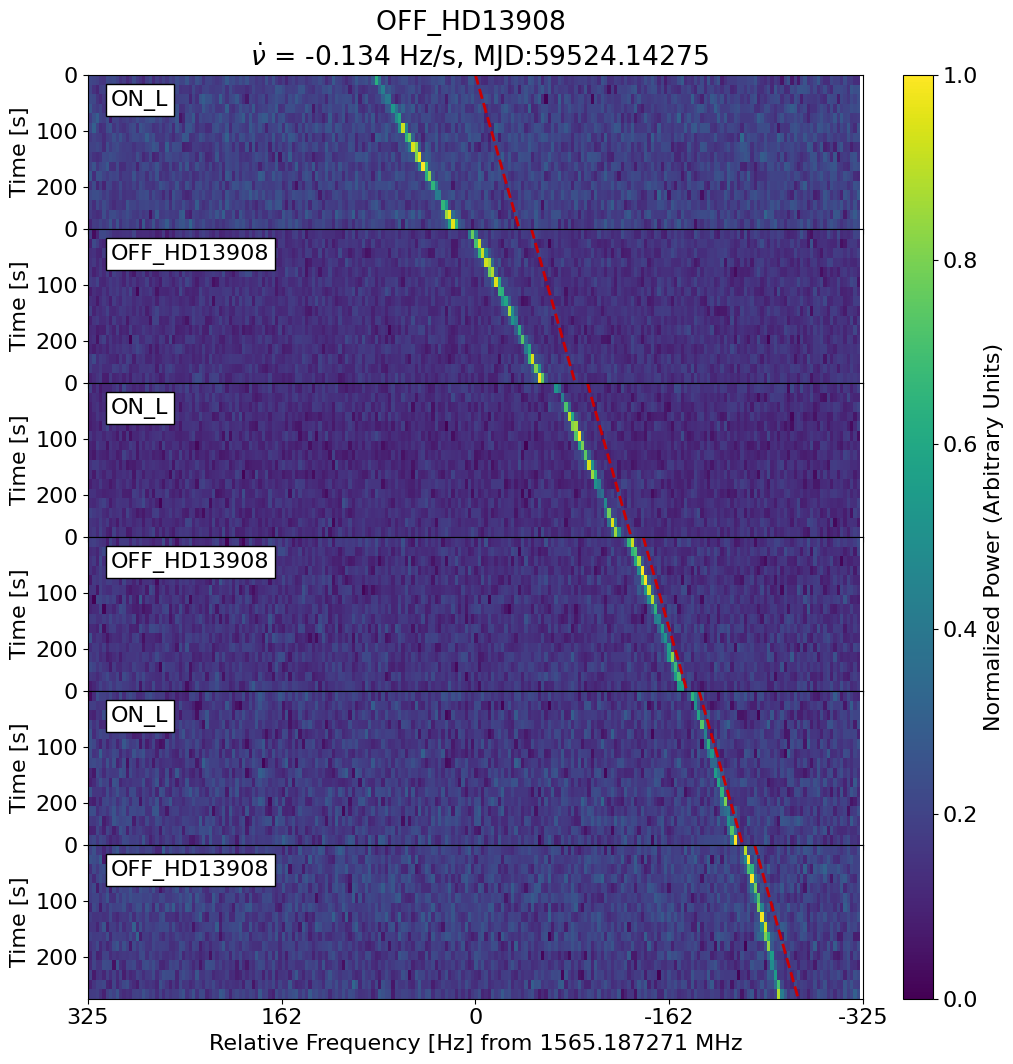 OFF_HD13908
ν̇ = -0.134 Hz/s, MJD:59524.14275
0
ON_L
100
200
Time [s]
0
OFF_HD13908
100
200
Time [s]
0
ON_L
100
200
Time [s]
0
OFF_HD13908
100
200
Time [s]
0
ON_L
100
200
Time [s]
0
OFF_HD13908
100
200
Time [s]
325 162 0 -162 -325
Relative Frequency [Hz] from 1565.187271 MHz
1.0
0.8
0.6
0.4
0.2
0.0
Normalized Power (Arbitrary Units)